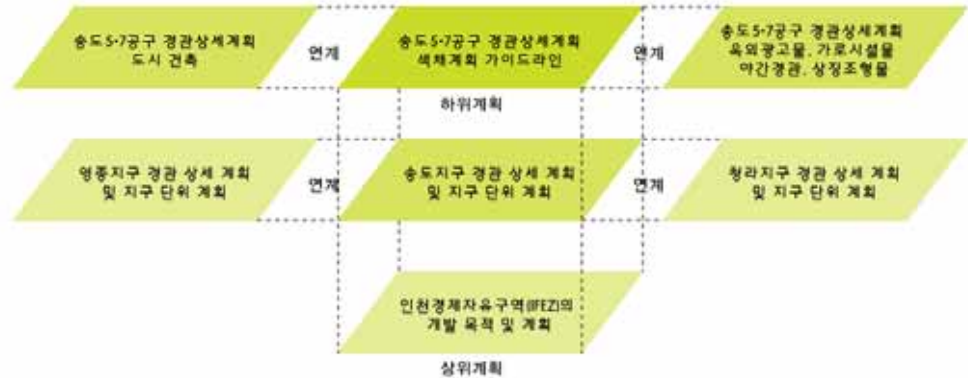 송도5·7공구 경관상세계획
도시 건축
연계
송도5·7공구 경관상세계획
색채계획 가이드라인
연계
송도5·7공구 경관상세계획
옥외광고물, 가로시설물
야간경관, 상징조형물
하위계획
영종지구 경관 상세 계획
및 지구 단위 계획
연계
송도지구 경관 상세 계획
및 지구 단위 계획
연계
청라지구 경관 상세 계획
및 지구 단위 계획
인천경제자유구역(IFEZ)의
개발 목적 및 계획
상위계획